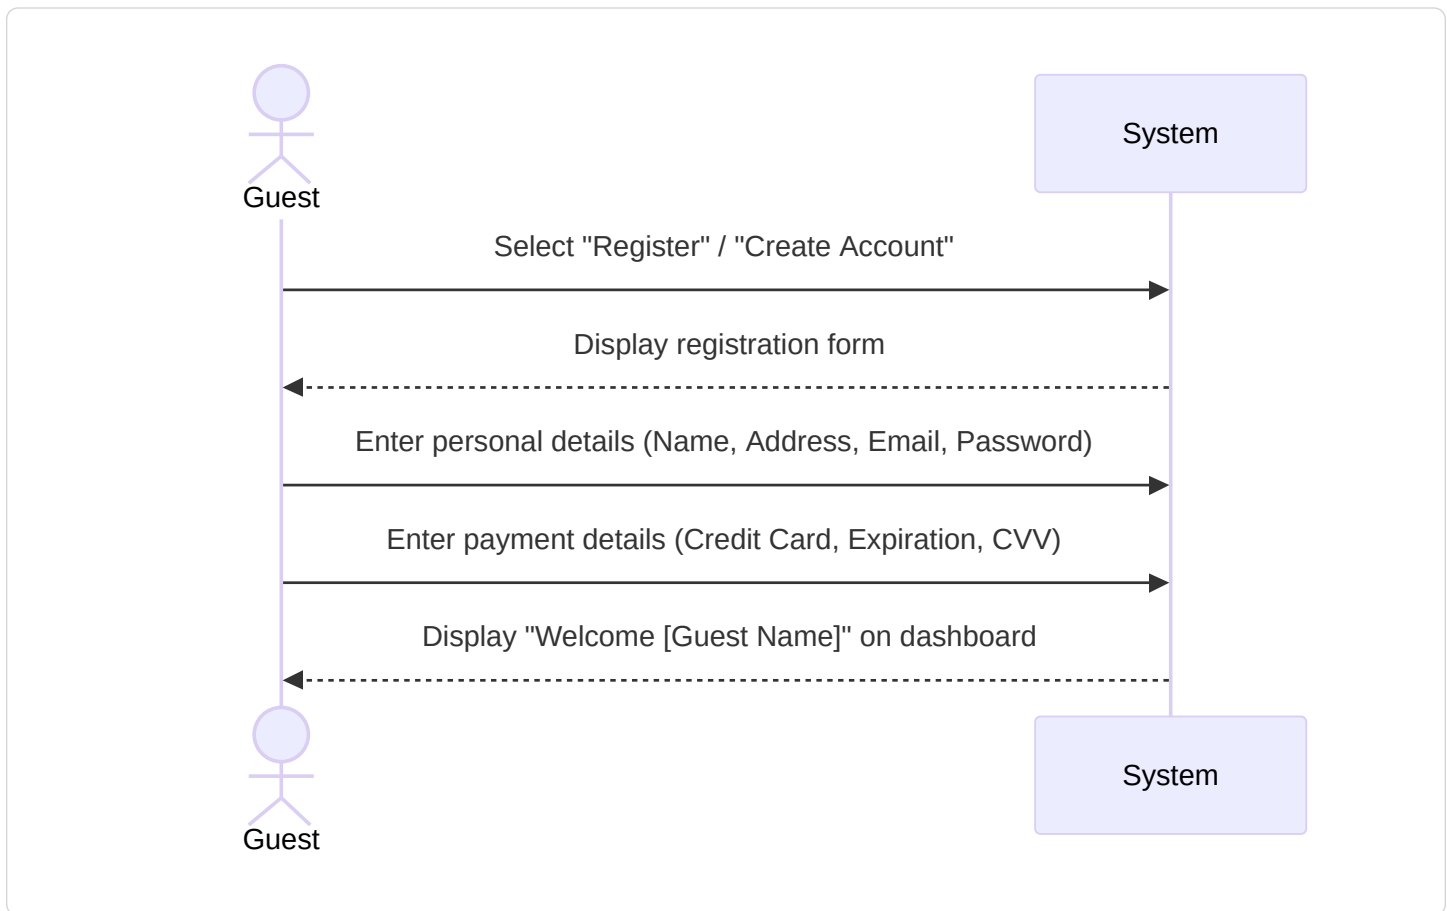 System
Guest
Select "Register" / "Create Account"
Display registration form
Enter personal details (Name, Address, Email, Password)
Enter payment details (Credit Card, Expiration, CVV)
Display "Welcome [Guest Name]" on dashboard
System
Guest